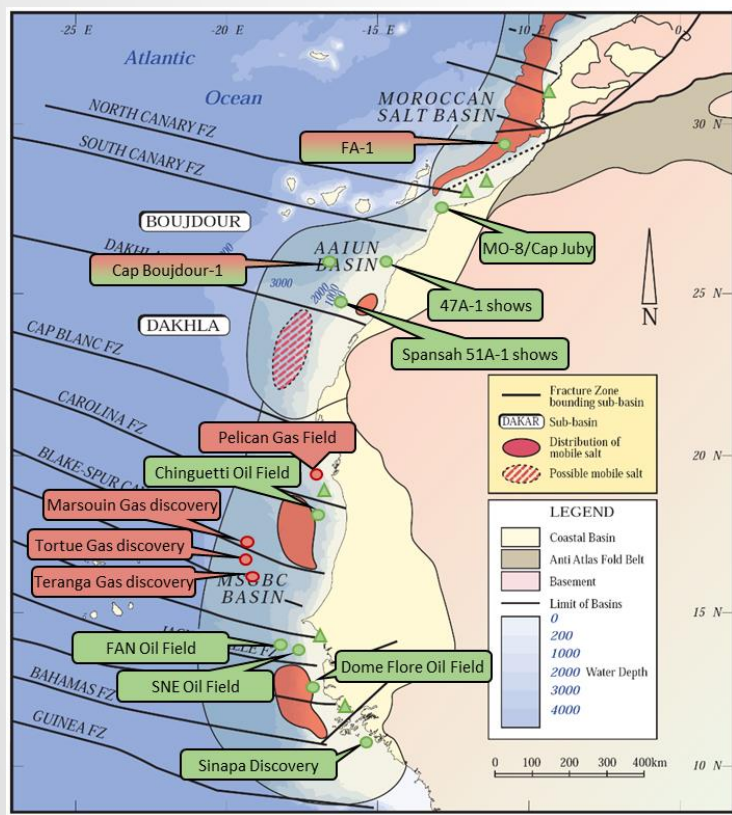 -25 E
-20
-15
-10 E
0°
Atlantic
Ocean
MOROCCAN
SALT BASIN
NORTH CANARY FZ
30 N
FA-1
SOUTH CANARY FZ
BOUJDOUR
MO-8/Cap Juby
AAIUN
BASIN
Cap Boujdour-1
3000
2000
1000
47A-1 shows
25 N
N
DAKHLA
Spansah 51A-1 shows
CAP BLANC FZ
Fracture Zone
bounding sub-basin
DAKAR
Sub-basin
Distribution of
mobile salt
Possible mobile salt
CAROLINA FZ
Pelican Gas Field
20 N
Chinguetti Oil Field
Marsouin Gas discovery
Tortue Gas discovery
Teranga Gas discovery
BASIN
LEGEND
Coastal Basin
Anti Atlas Fold Belt
Basement
Limit of Basins
0
200
1000
2000 Water Depth
3000
4000
15 N
FAN Oil Field
SNE Oil Field
Dome Flore Oil Field
BAHAMAS FZ
GUINEA FZ
Sinapa Discovery
0 100 200 300 400km
10 N